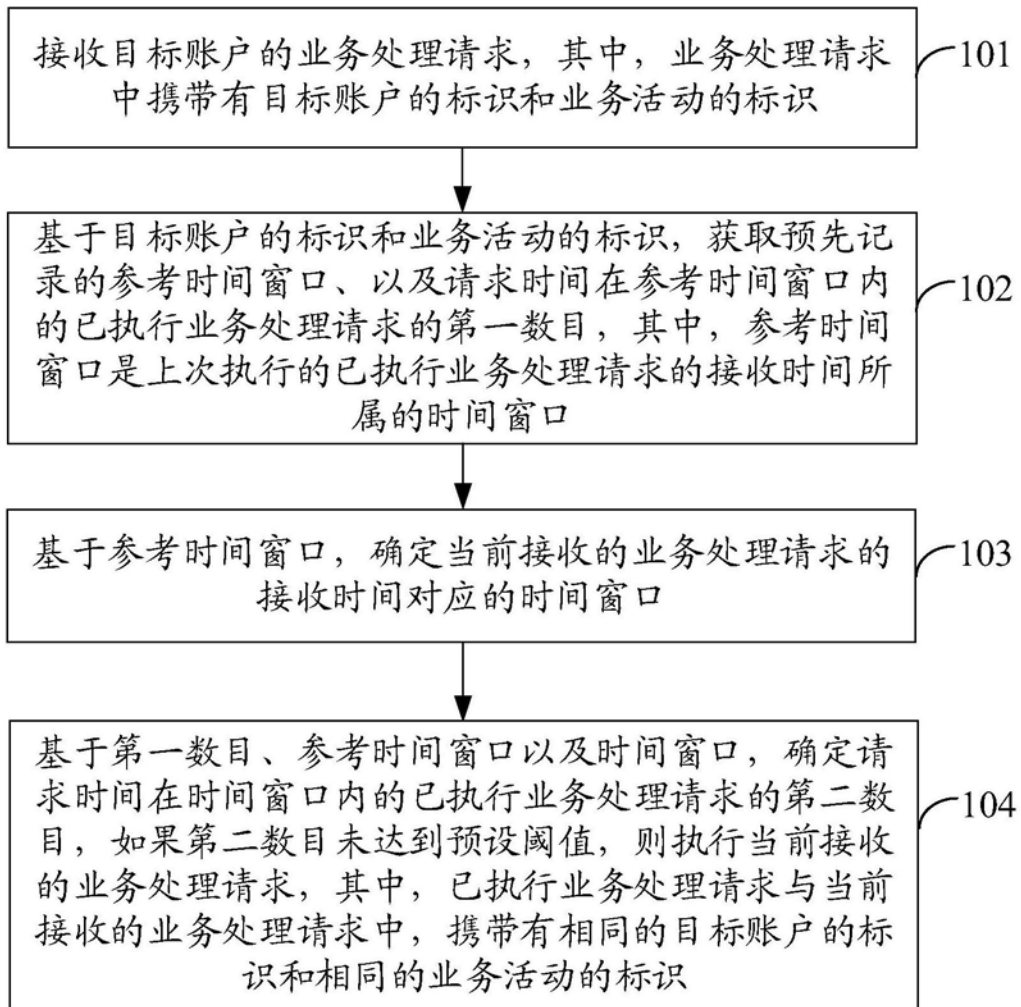 接收目标账户的业务处理请求，其中，业务处理请求
中携带有目标账户的标识和业务活动的标识
101
基于目标账户的标识和业务活动的标识，获取预先记
录的参考时间窗口、以及请求时间在参考时间窗口内
的已执行业务处理请求的第一数目，其中，参考时间
窗口是上次执行的已执行业务处理请求的接收时间所
属的时间窗口
102
基于参考时间窗口，确定当前接收的业务处理请求的
接收时间对应的时间窗口
103
基于第一数目、参考时间窗口以及时间窗口，确定请
求时间在时间窗口内的已执行业务处理请求的第二数
目，如果第二数目未达到预设阈值，则执行当前接收
的业务处理请求，其中，已执行业务处理请求与当前
接收的业务处理请求中，携带有相同的目标账户的标
识和相同的业务活动的标识
104